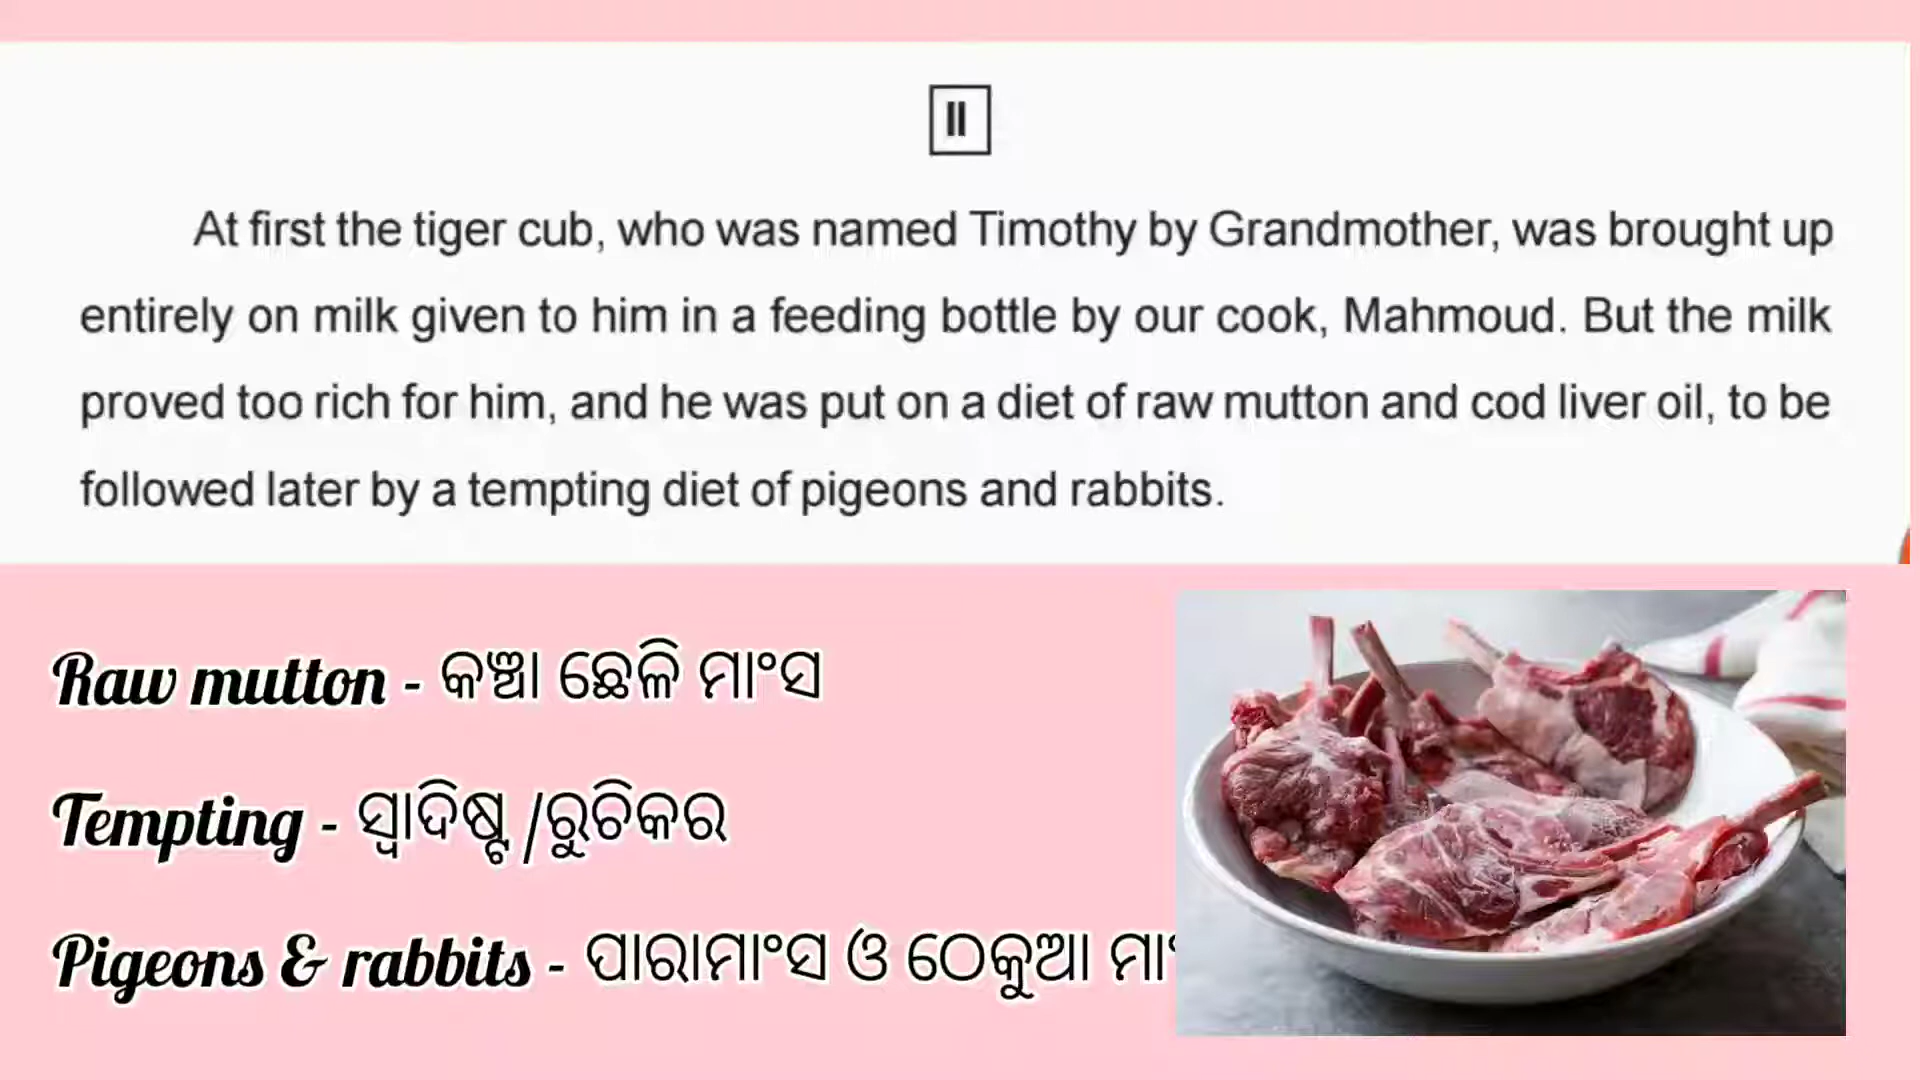 II
At first the tiger cub, who was named Timothy by Grandmother, was brought up
entirely on milk given to him in a feeding bottle by our cook, Mahmoud. But the milk
proved too rich for him, and he was put on a diet of raw mutton and cod liver oil, to be
followed later by a tempting diet of pigeons and rabbits.
Raw mutton - କଞ୍ଚା ଛେଳି ମାଂସ
Tempting - ସ୍ୱାଦିଷ୍ଟ /ରୁଚିକର
Pigeons & rabbits - ପାରାମାଂସ ଓ ଠେକୁଆ